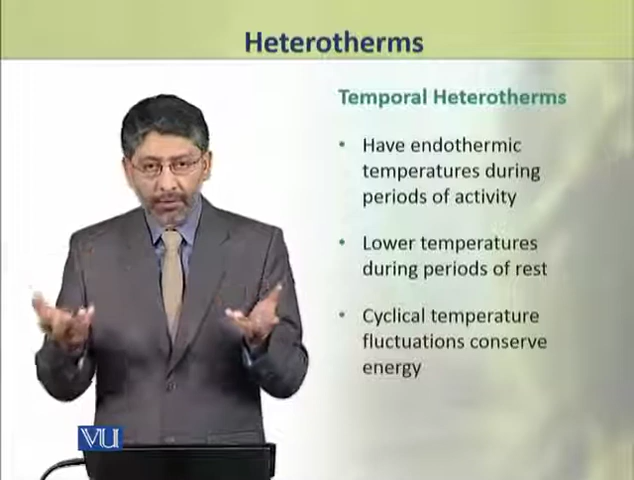 Heterotherms
Temporal Heterotherms
• Have endothermic
temperatures during
periods of activity
• Lower temperatures
during periods of rest
• Cyclical temperature
fluctuations conserve
energy
VU